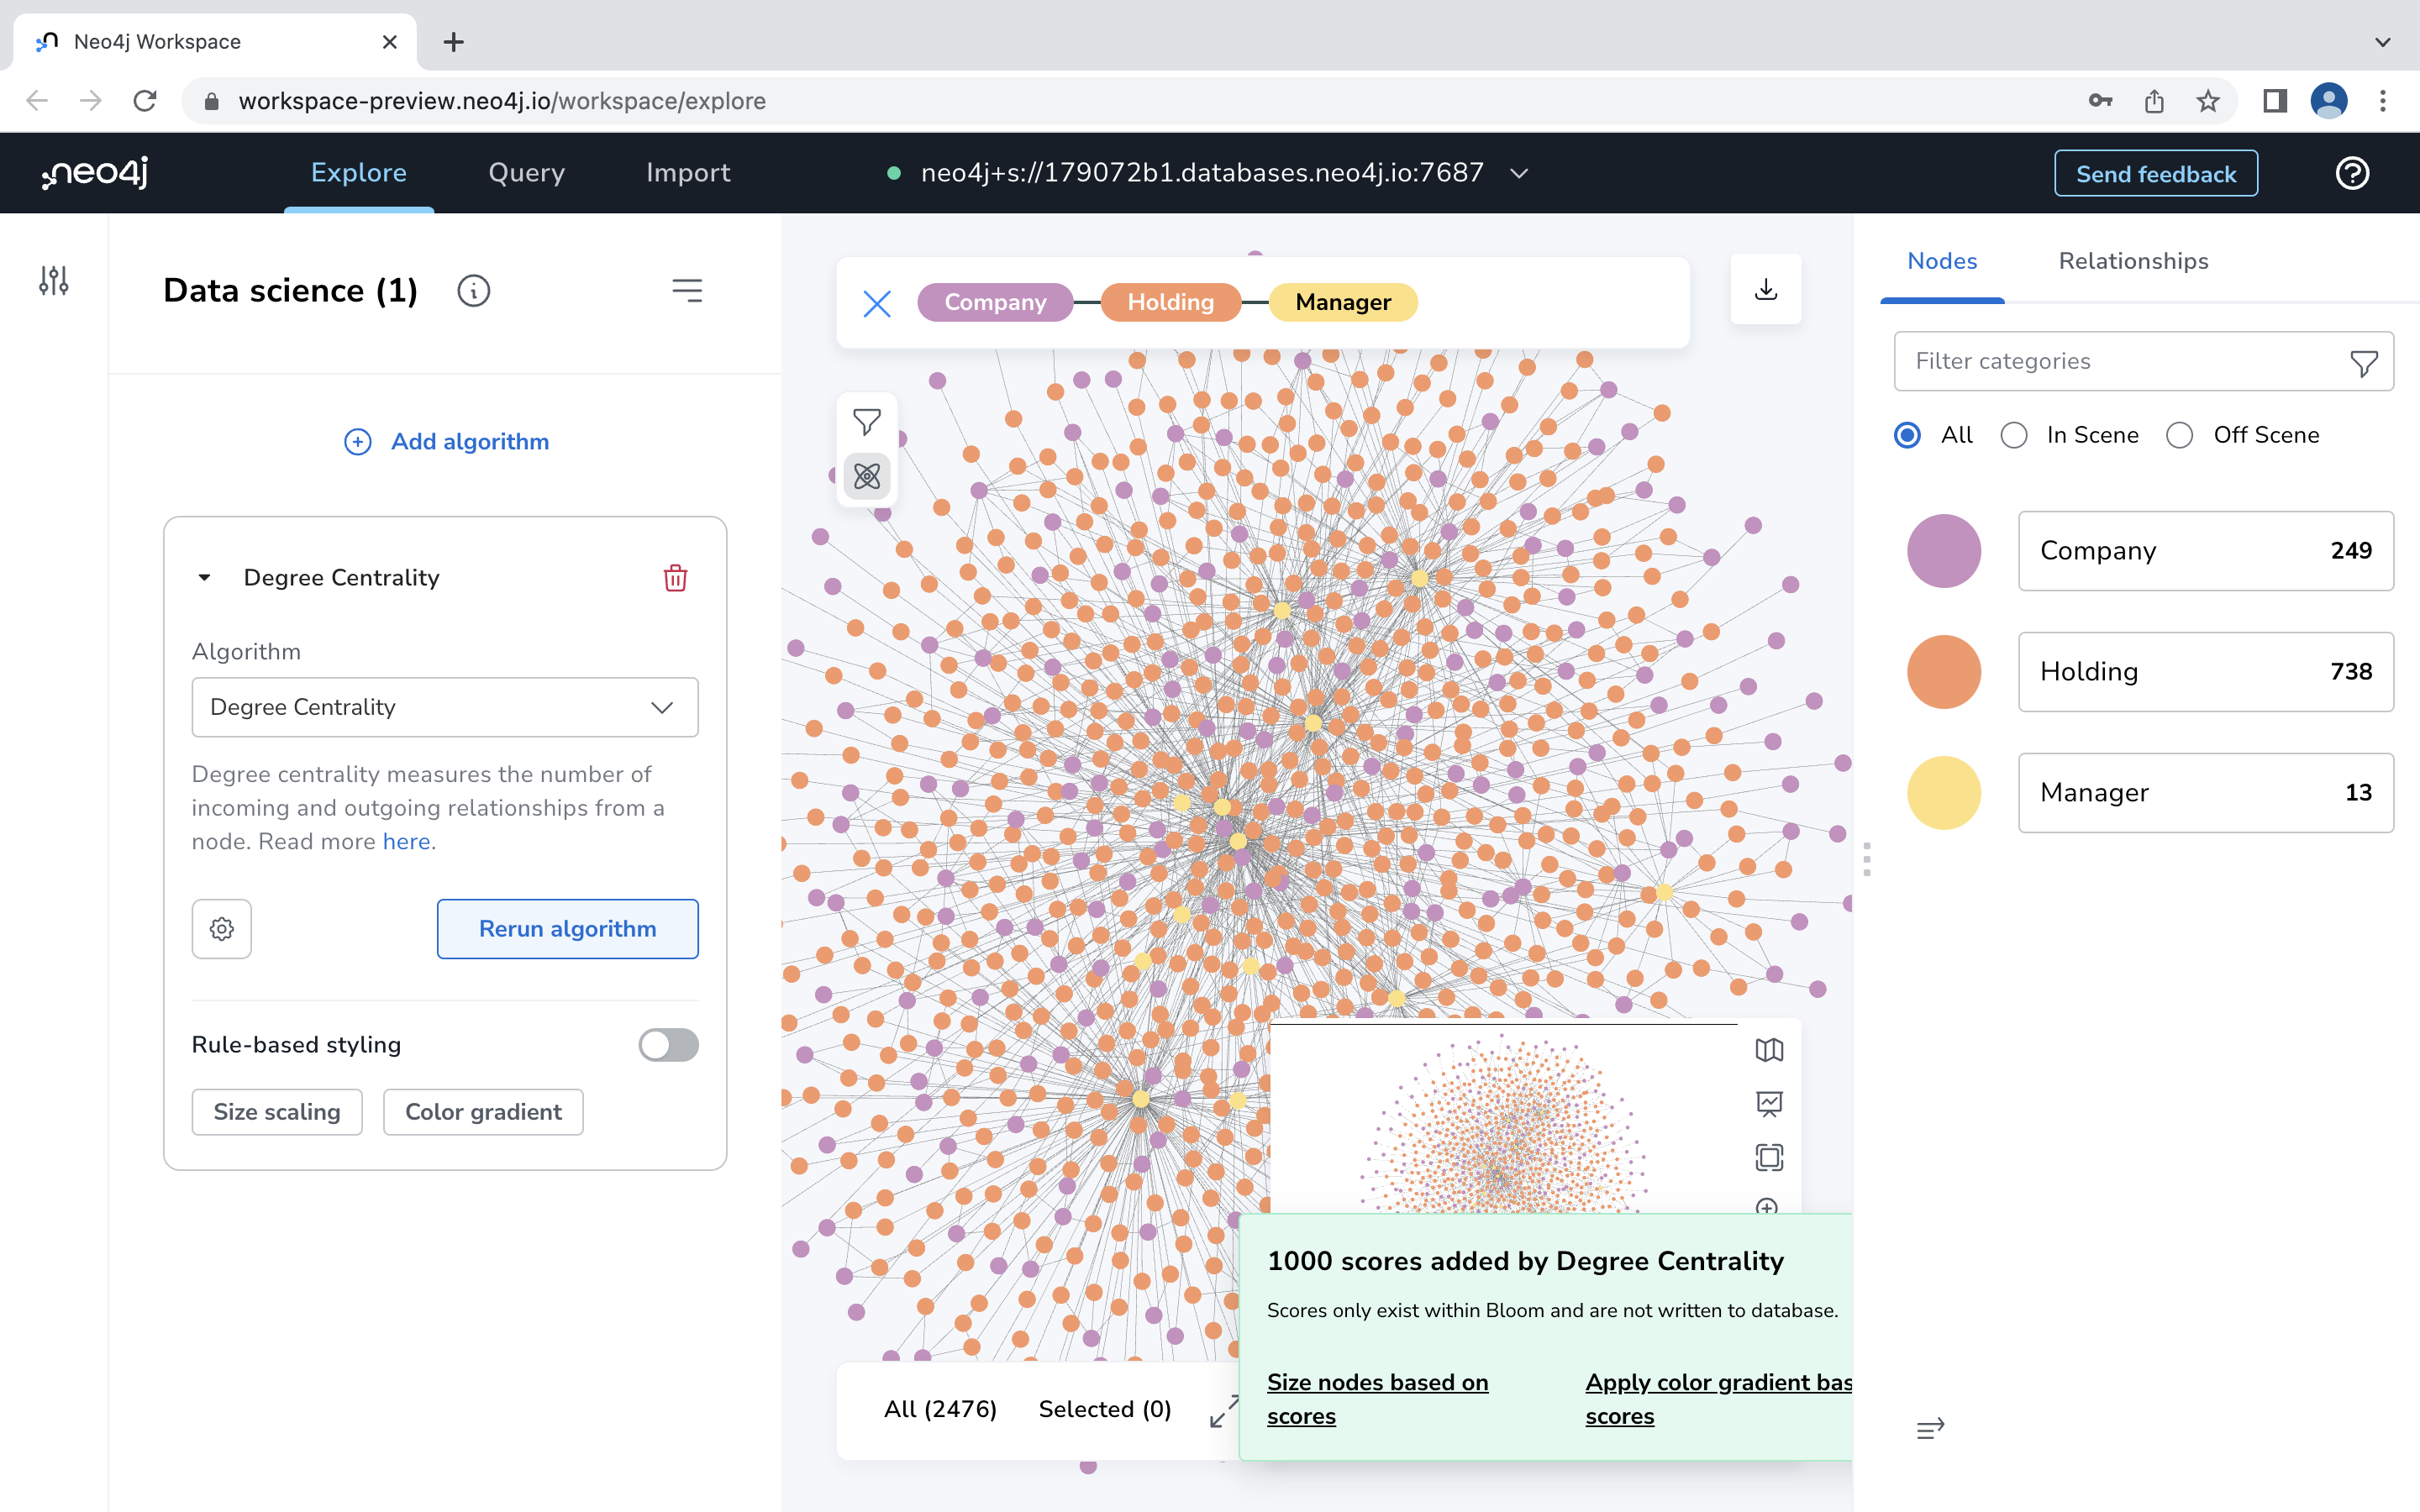 Neo4j Workspace
workspace-preview.neo4j.io/workspace/explore
neo4j
Explore
Query
Import
neo4j+s://179072b1.databases.neo4j.io:7687
Send feedback
Data science (1)
Add algorithm
Degree Centrality
Algorithm
Degree Centrality
Degree centrality measures the number of
incoming and outgoing relationships from a
node. Read more here.
Rerun algorithm
Rule-based styling
Size scaling
Color gradient
Company
Holding
Manager
All (2476)
Selected (0)
1000 scores added by Degree Centrality
Scores only exist within Bloom and are not written to database.
Size nodes based on
scores
Apply color gradient bas
scores
Nodes
Relationships
Filter categories
All
In Scene
Off Scene
Company 249
Holding 738
Manager 13